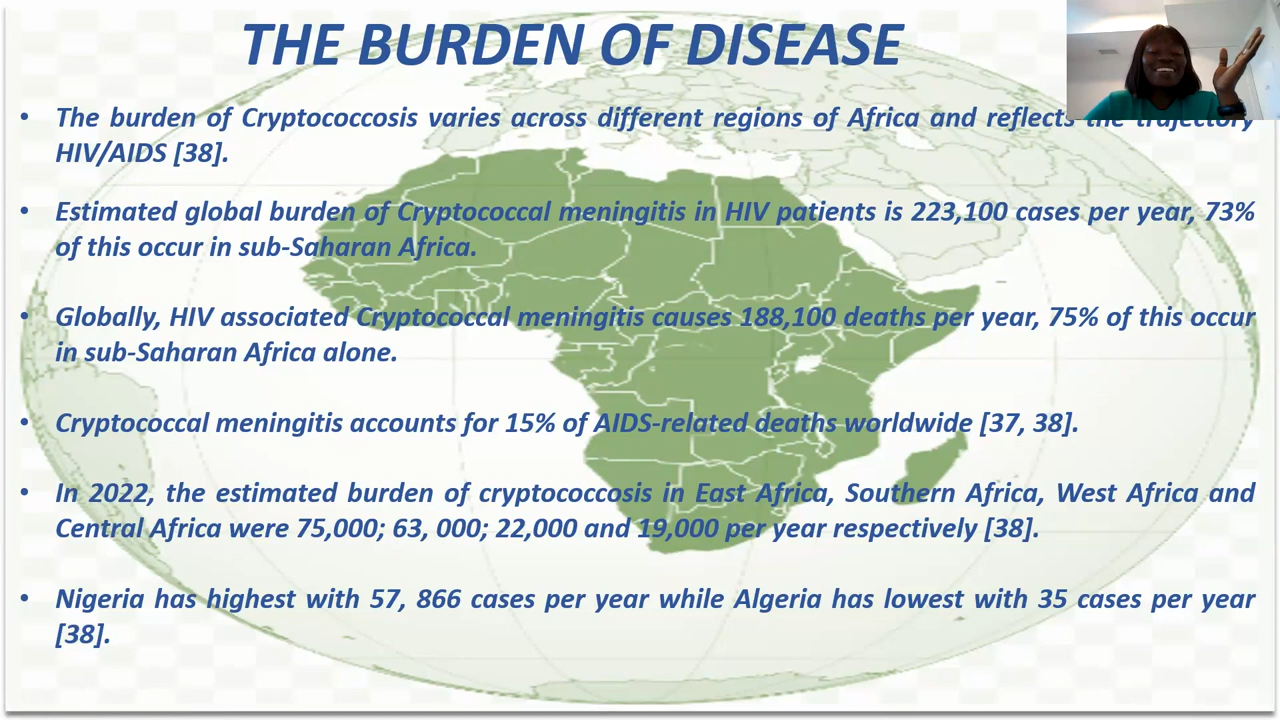 THE BURDEN OF DISEASE
• The burden of Cryptococcosis varies across different regions of Africa and reflects the trajectory
HIV/AIDS [38].
• Estimated global burden of Cryptococcal meningitis in HIV patients is 223,100 cases per year, 73%
of this occur in sub-Saharan Africa.
• Globally, HIV associated Cryptococcal meningitis causes 188,100 deaths per year, 75% of this occur
in sub-Saharan Africa alone.
• Cryptococcal meningitis accounts for 15% of AIDS-related deaths worldwide [37, 38].
• In 2022, the estimated burden of cryptococcosis in East Africa, Southern Africa, West Africa and
Central Africa were 75,000; 63, 000; 22,000 and 19,000 per year respectively [38].
• Nigeria has highest with 57, 866 cases per year while Algeria has lowest with 35 cases per year
[38].